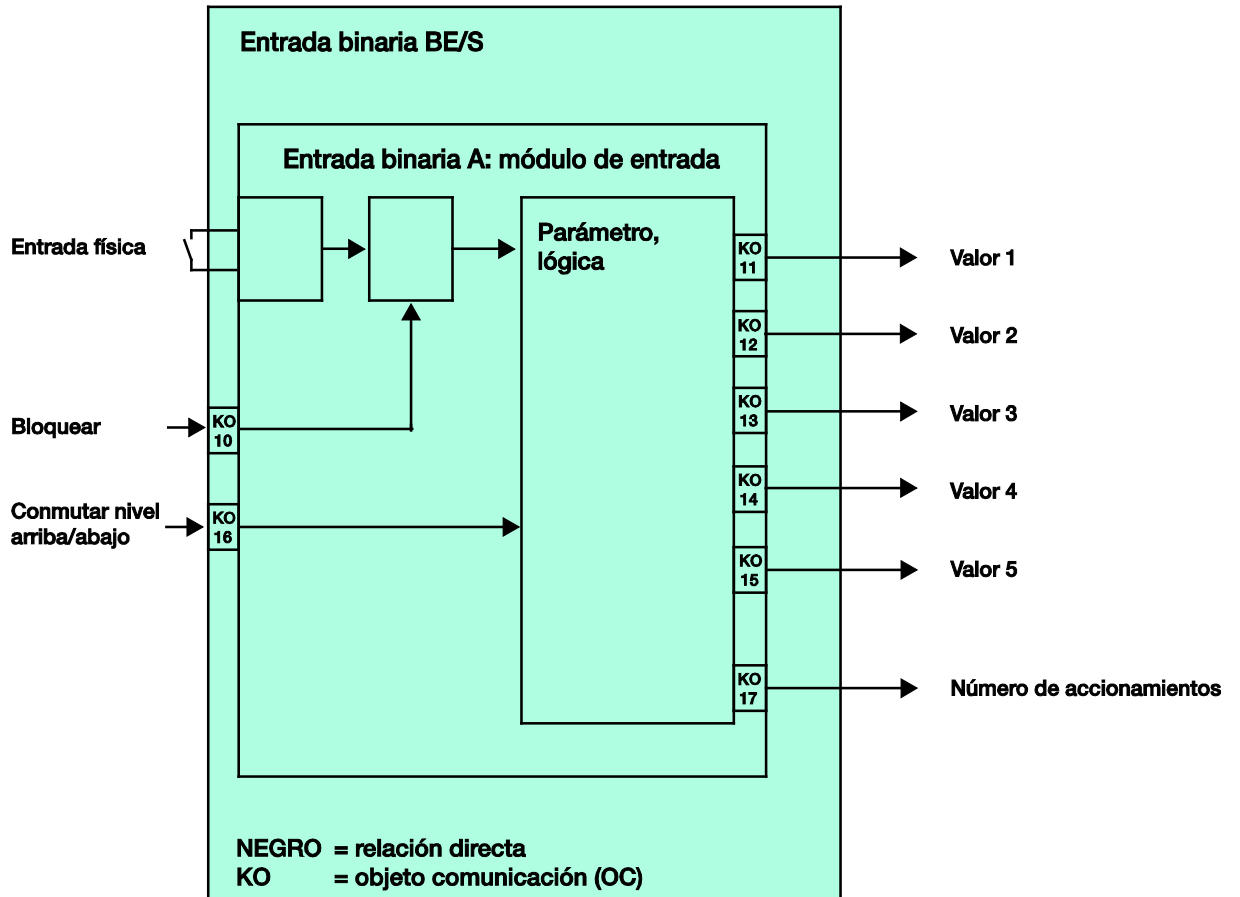 Entrada binaria BE/S
Entrada binaria A: módulo de entrada
Entrada física
Parámetro,
lógica
KO
11
Valor 1
KO
12
Valor 2
KO
13
Valor 3
Bloquear
KO
10
KO
14
Valor 4
Conmutar nivel
arriba/abajo
KO
16
KO
15
Valor 5
KO
17
Número de accionamientos
NEGRO = relación directa
KO = objeto comunicación (OC)